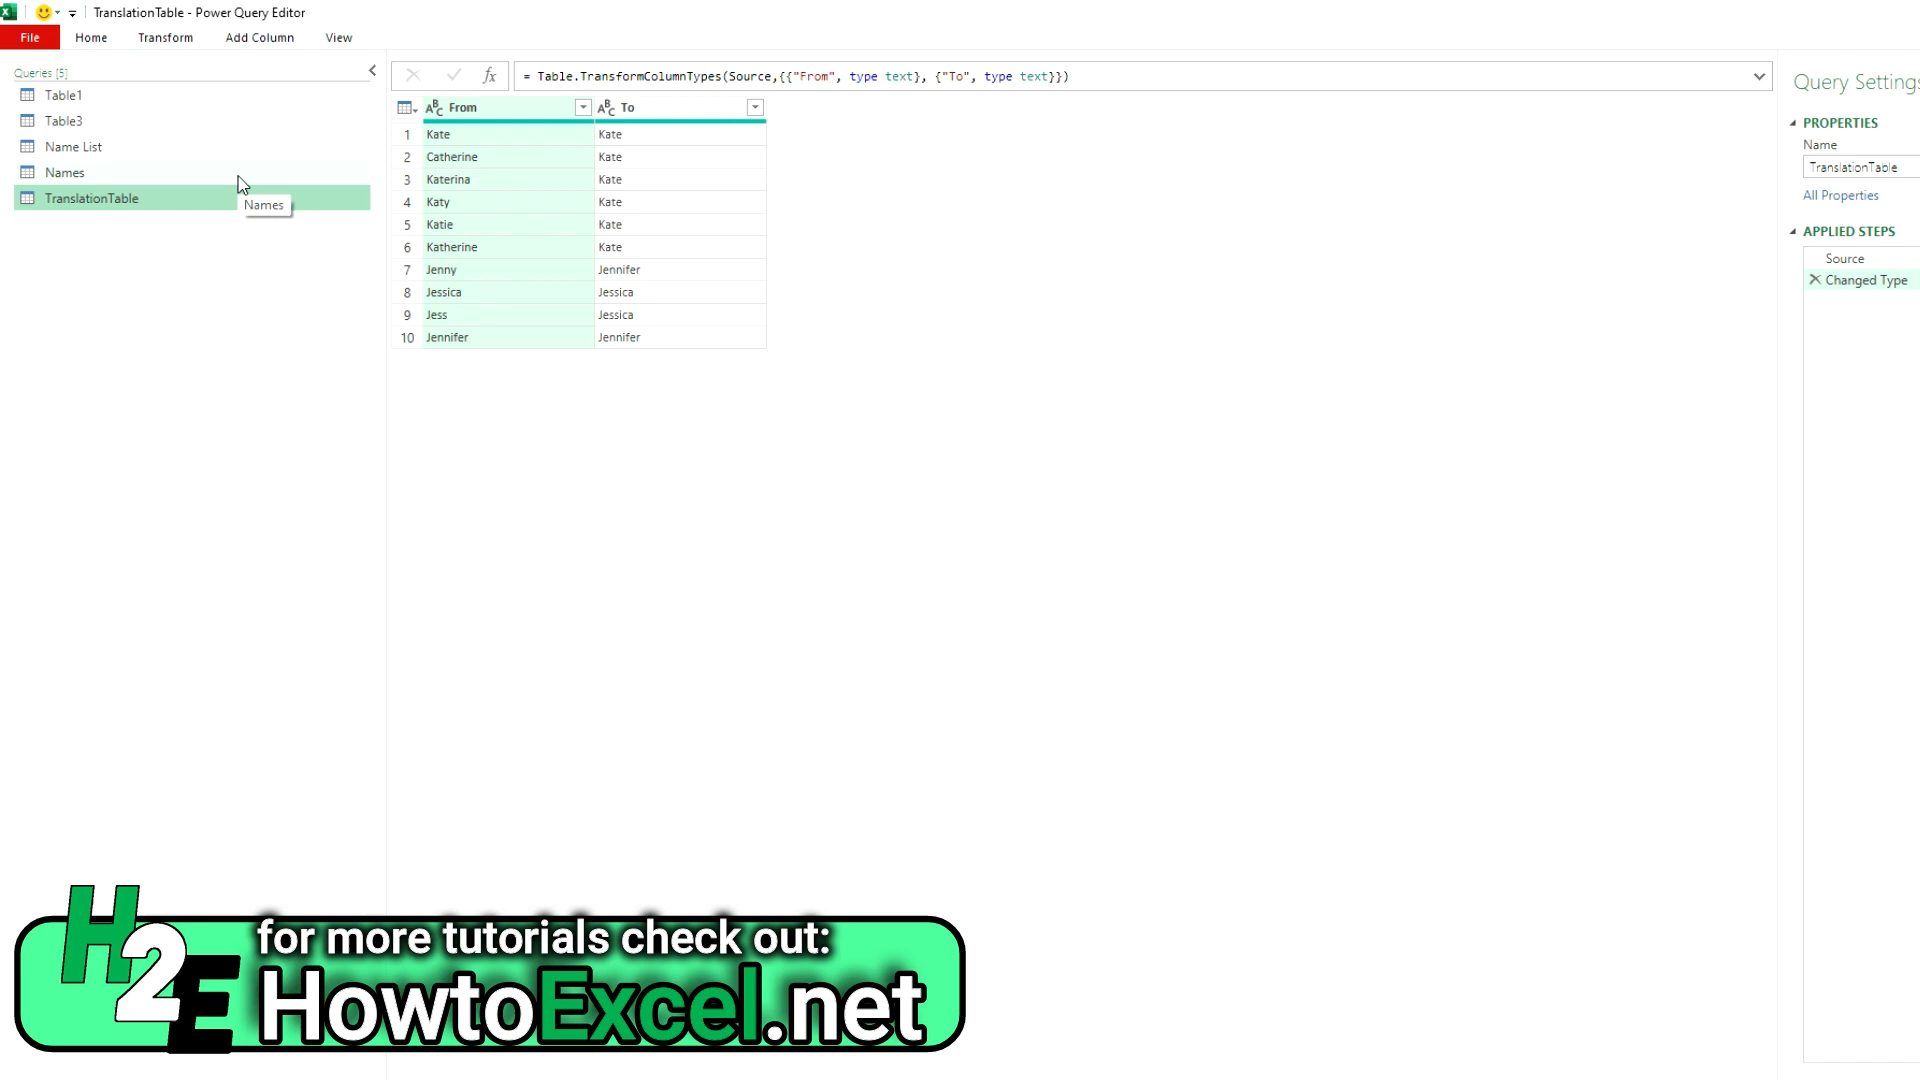 TranslationTable - Power Query Editor
File Home Transform Add Column View
Queries [5]
Table1
Table3
Name List
Names
TranslationTable
Names
fx = Table.TransformColumnTypes(Source,{{"From", type text}, {"To", type text}})
ABC From ABC To
1 Kate Kate
2 Catherine Kate
3 Katerina Kate
4 Katy Kate
5 Katie Kate
6 Katherine Kate
7 Jenny Jennifer
8 Jessica Jessica
9 Jess Jessica
10 Jennifer Jennifer
Query Settings
PROPERTIES
Name
TranslationTable
All Properties
APPLIED STEPS
Source
Changed Type
H2E
for more tutorials check out:
HowtoExcel.net